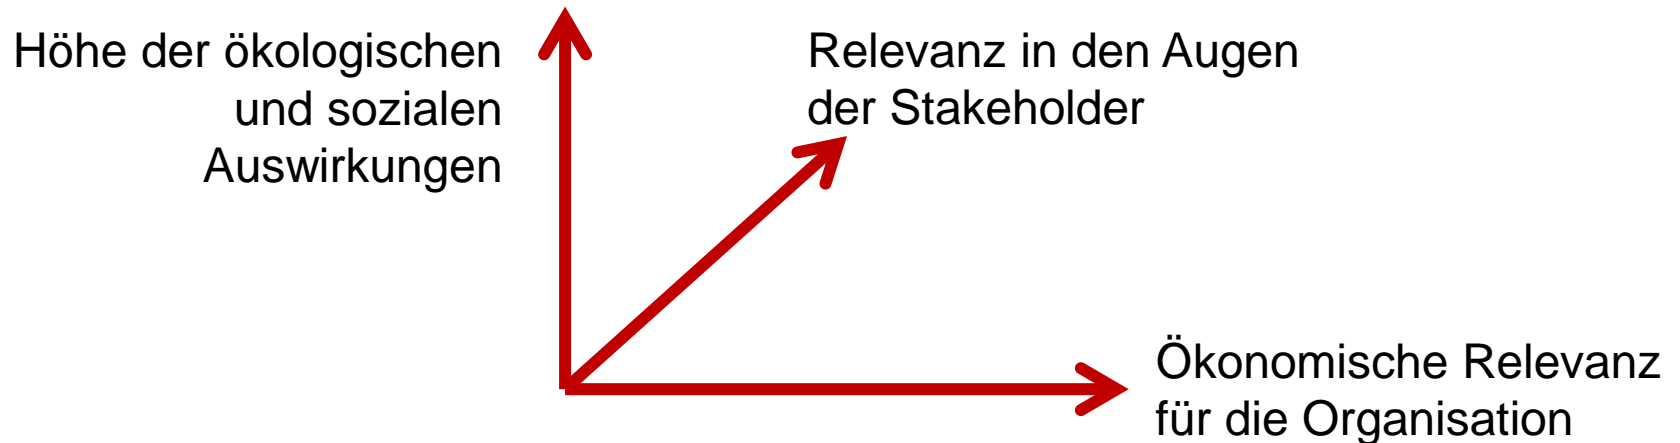 Höhe der ökologischen
und sozialen
Auswirkungen
Relevanz in den Augen
der Stakeholder
Ökonomische Relevanz
für die Organisation